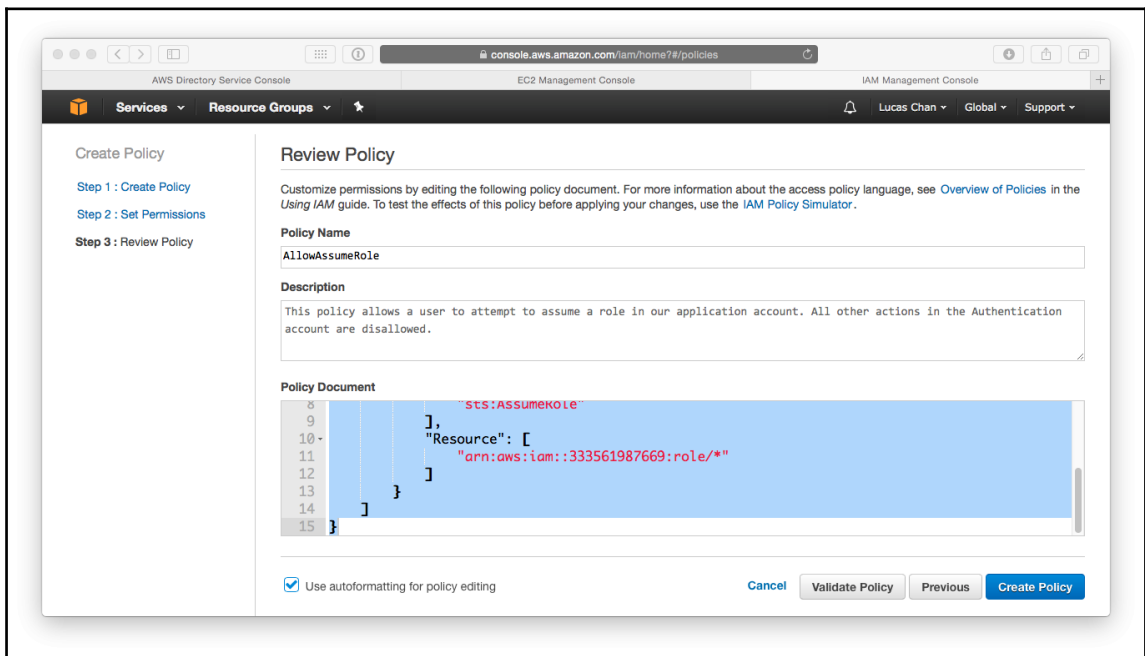 console.aws.amazon.com/iam/home?#/policies
AWS Directory Service Console
EC2 Management Console
IAM Management Console
Services
Resource Groups
Lucas Chan
Global
Support
Create Policy
Step 1 : Create Policy
Step 2 : Set Permissions
Step 3 : Review Policy
Review Policy
Customize permissions by editing the following policy document. For more information about the access policy language, see Overview of Policies in the
Using IAM guide. To test the effects of this policy before applying your changes, use the IAM Policy Simulator.
Policy Name
AllowAssumeRole
Description
This policy allows a user to attempt to assume a role in our application account. All other actions in the Authentication
account are disallowed.
Policy Document
8 "sts:AssumeRole"
9 ],
10 "Resource": [
11 "arn:aws:iam::333561987669:role/*"
12 ]
13 }
14 ]
15 }
Use autoformatting for policy editing
Cancel
Validate Policy
Previous
Create Policy